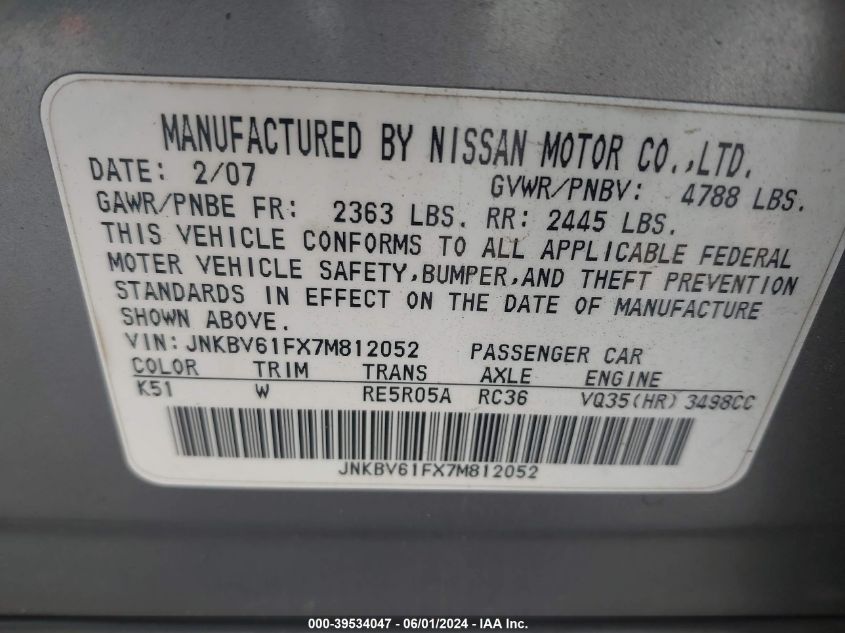 MANUFACTURED BY NISSAN MOTOR CO.,LTD.
DATE: 2/07 GVWR/PNBV: 4788 LBS.
GAWR/PNBE FR: 2363 LBS. RR: 2445 LBS.
THIS VEHICLE CONFORMS TO ALL APPLICABLE FEDERAL
MOTER VEHICLE SAFETY,BUMPER,AND THEFT PREVENTION
STANDARDS IN EFFECT ON THE DATE OF MANUFACTURE
SHOWN ABOVE.
VIN: JNKBV61FX7M812052 PASSENGER CAR
COLOR TRIM TRANS AXLE ENGINE
K51 W RE5R05A RC36 VQ35(HR) 3498CC
JNKBV61FX7M812052
000-39534047 - 06/01/2024 - IAA Inc.